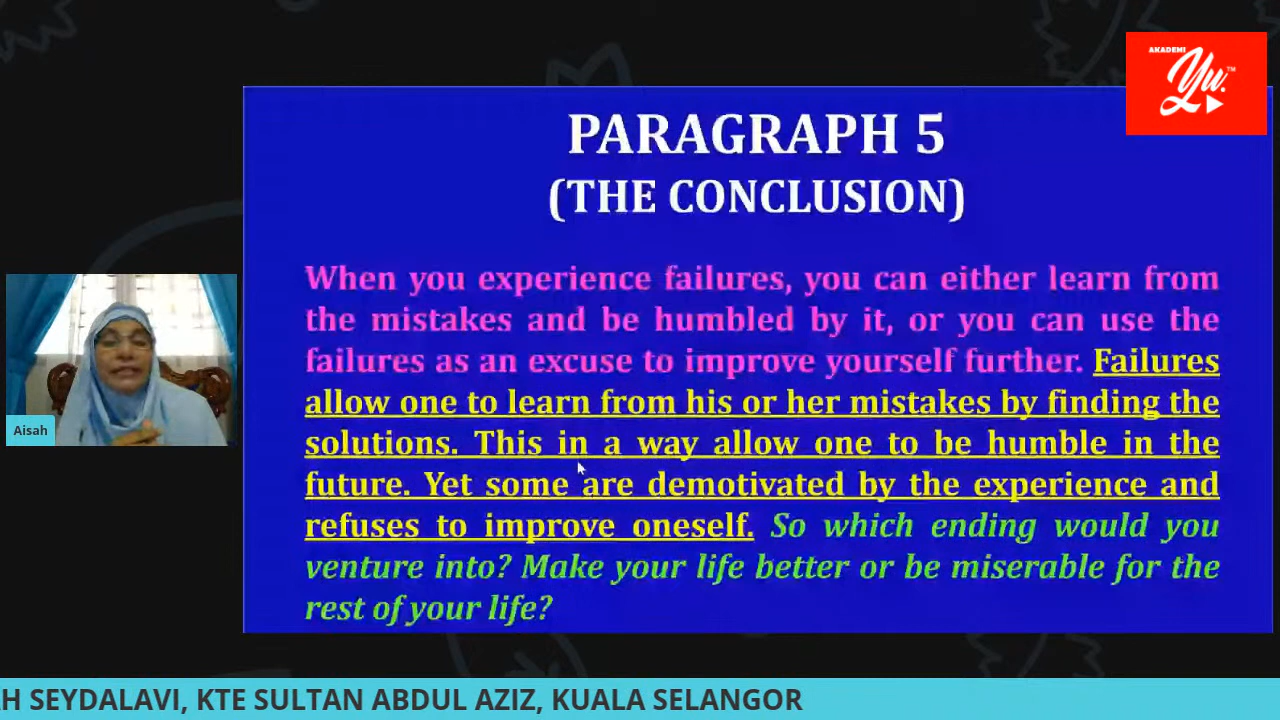 AKADEMI
Yu.
TM
PARAGRAPH 5
(THE CONCLUSION)
When you experience failures, you can either learn from
the mistakes and be humbled by it, or you can use the
failures as an excuse to improve yourself further. Failures
allow one to learn from his or her mistakes by finding the
solutions. This in a way allow one to be humble in the
future. Yet some are demotivated by the experience and
refuses to improve oneself. So which ending would you
venture into? Make your life better or be miserable for the
rest of your life?
Aisah
H SEYDALAVI, KTE SULTAN ABDUL AZIZ, KUALA SELANGOR